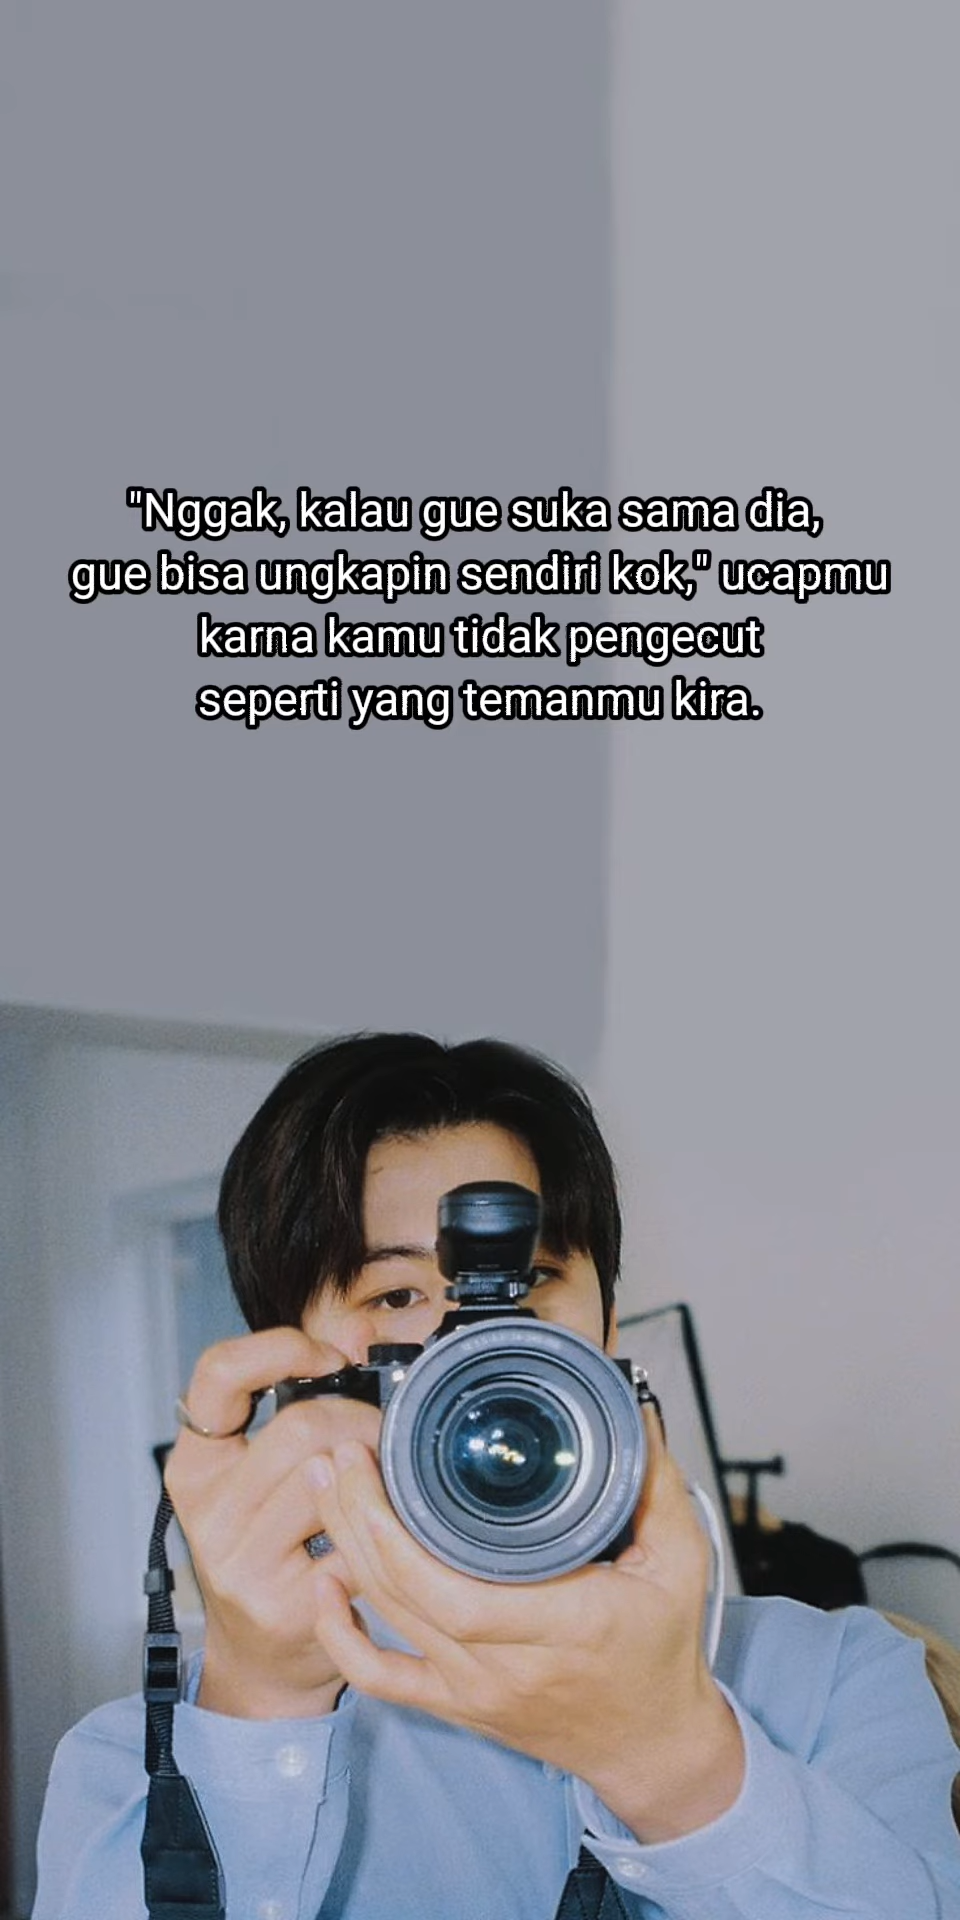 "Nggak, kalau gue suka sama dia,
gue bisa ungkapin sendiri kok," ucapmu
karna kamu tidak pengecut
seperti yang temanmu kira.